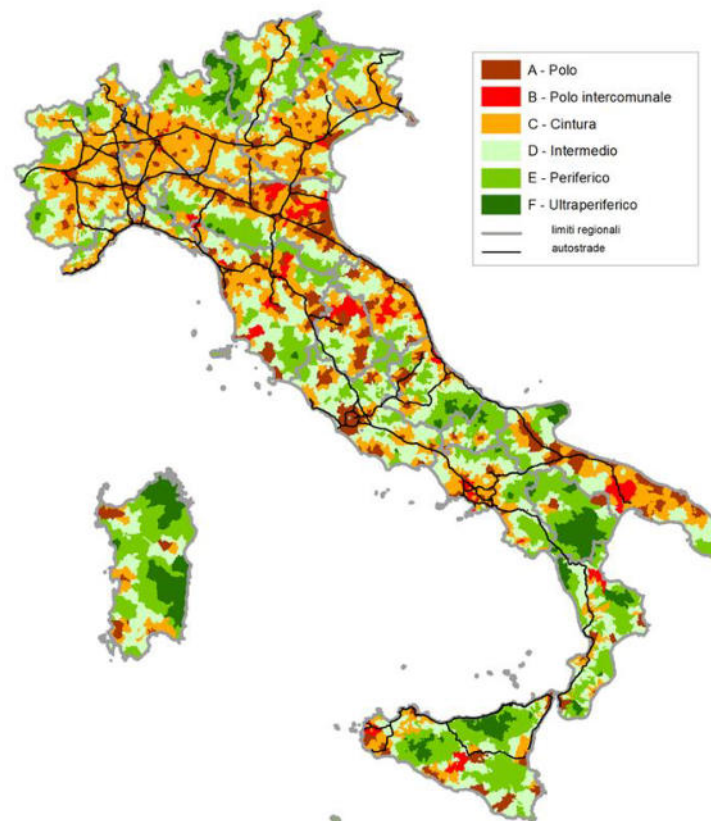 A - Polo
B - Polo intercomunale
C - Cintura
D - Intermedio
E - Periferico
F - Ultraperiferico
limiti regionali
autostrade